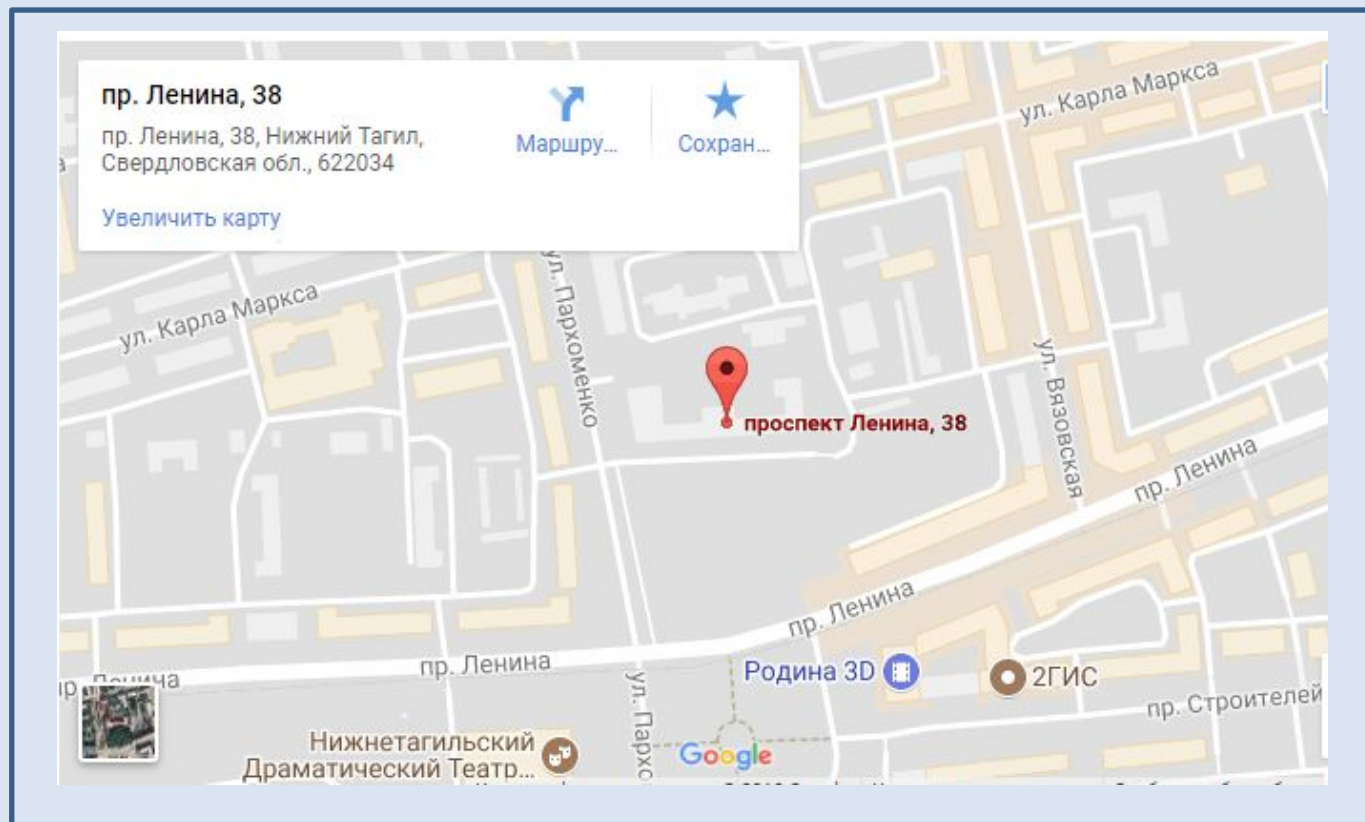 пр. Ленина, 38
пр. Ленина, 38, Нижний Тагил,
Свердловская обл., 622034
Маршру...
Сохран...
Увеличить карту
ул. Карла Маркса
ул. Карла Маркса
ул. Пархоменко
проспект Ленина, 38
ул. Вязовская
пр. Ленина
пр. Ленина
пр. Ленина
Родина 3D
2ГИС
ул. Пархо
пр. Строителей
Нижнетагильский
Драматический Театр...
Google